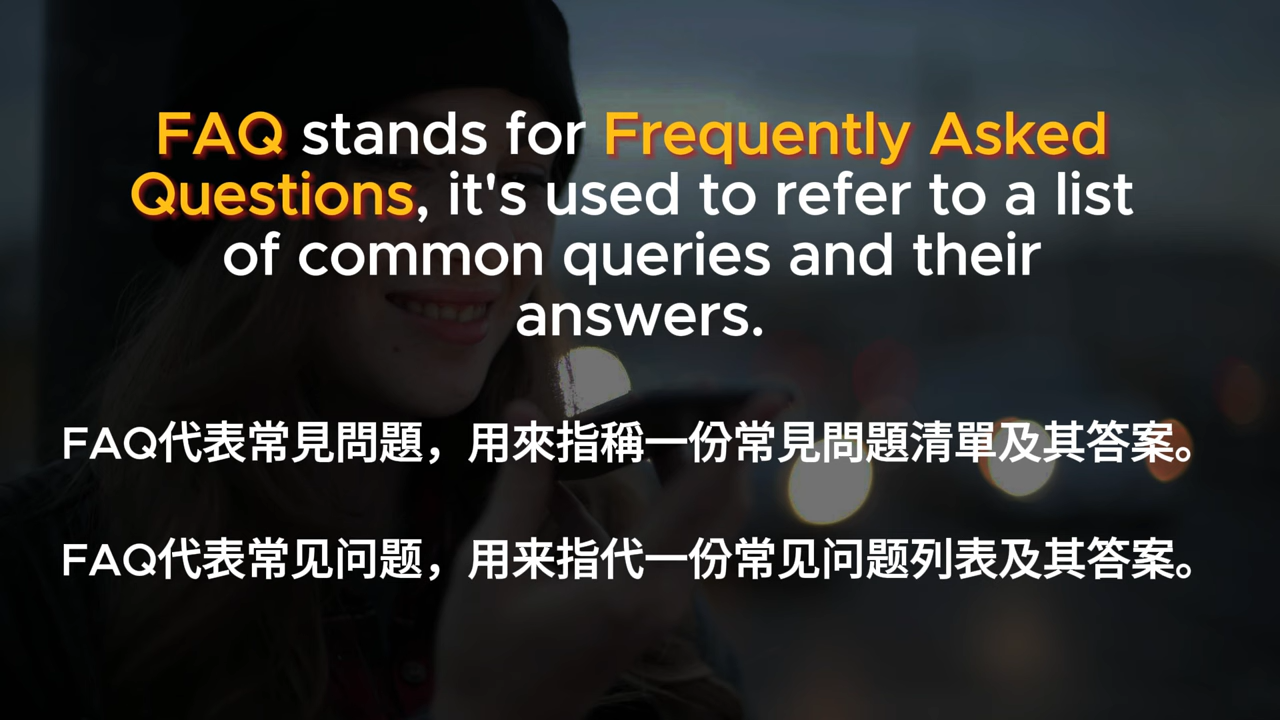 FAQ stands for Frequently Asked
Questions, it's used to refer to a list
of common queries and their
answers.
FAQ代表常見問題，用來指稱一份常見問題清單及其答案。
FAQ代表常见问题，用来指代一份常见问题列表及其答案。